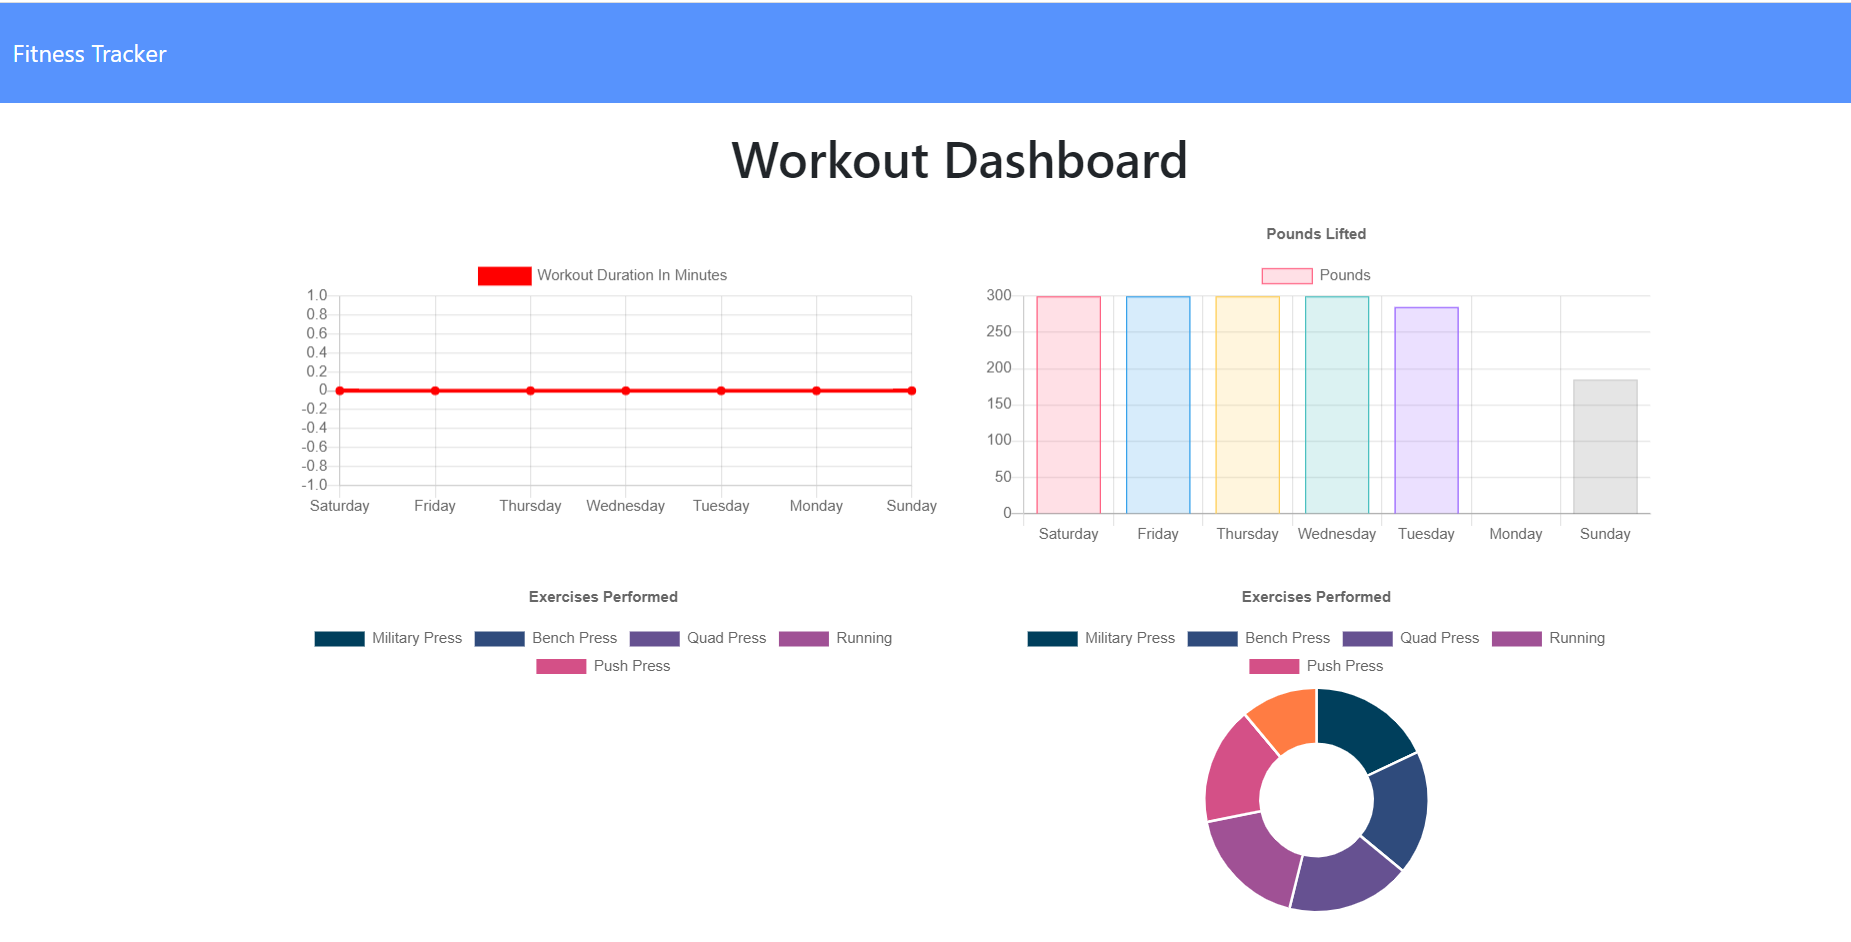 Fitness Tracker
Workout Dashboard
Workout Duration In Minutes
1.0
0.8
0.6
0.4
0.2
0
-0.2
-0.4
-0.6
-0.8
-1.0
Saturday Friday Thursday Wednesday Tuesday Monday Sunday
Pounds Lifted
Pounds
300
250
200
150
100
50
0
Saturday Friday Thursday Wednesday Tuesday Monday Sunday
Exercises Performed
Military Press Bench Press Quad Press Running
Push Press
Exercises Performed
Military Press Bench Press Quad Press Running
Push Press